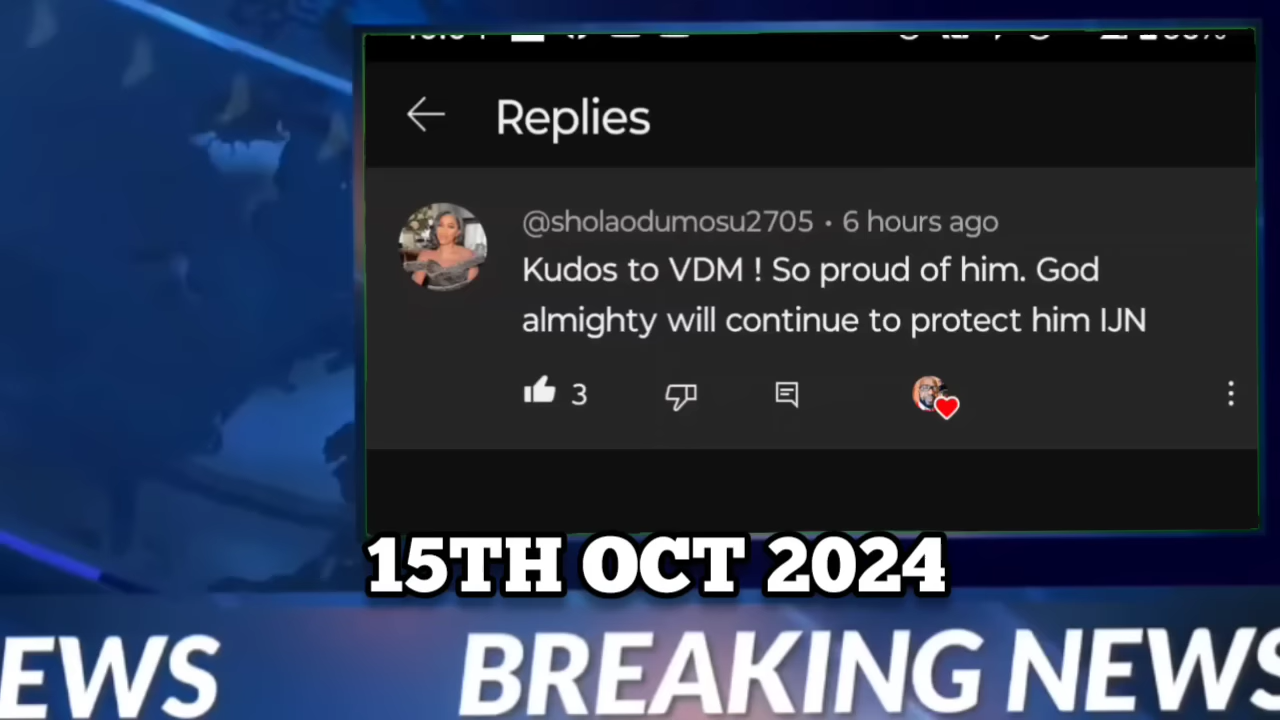 Replies
@sholaodumosu2705 • 6 hours ago
Kudos to VDM ! So proud of him. God
almighty will continue to protect him IJN
3
15TH OCT 2024
EWS BREAKING NEWS